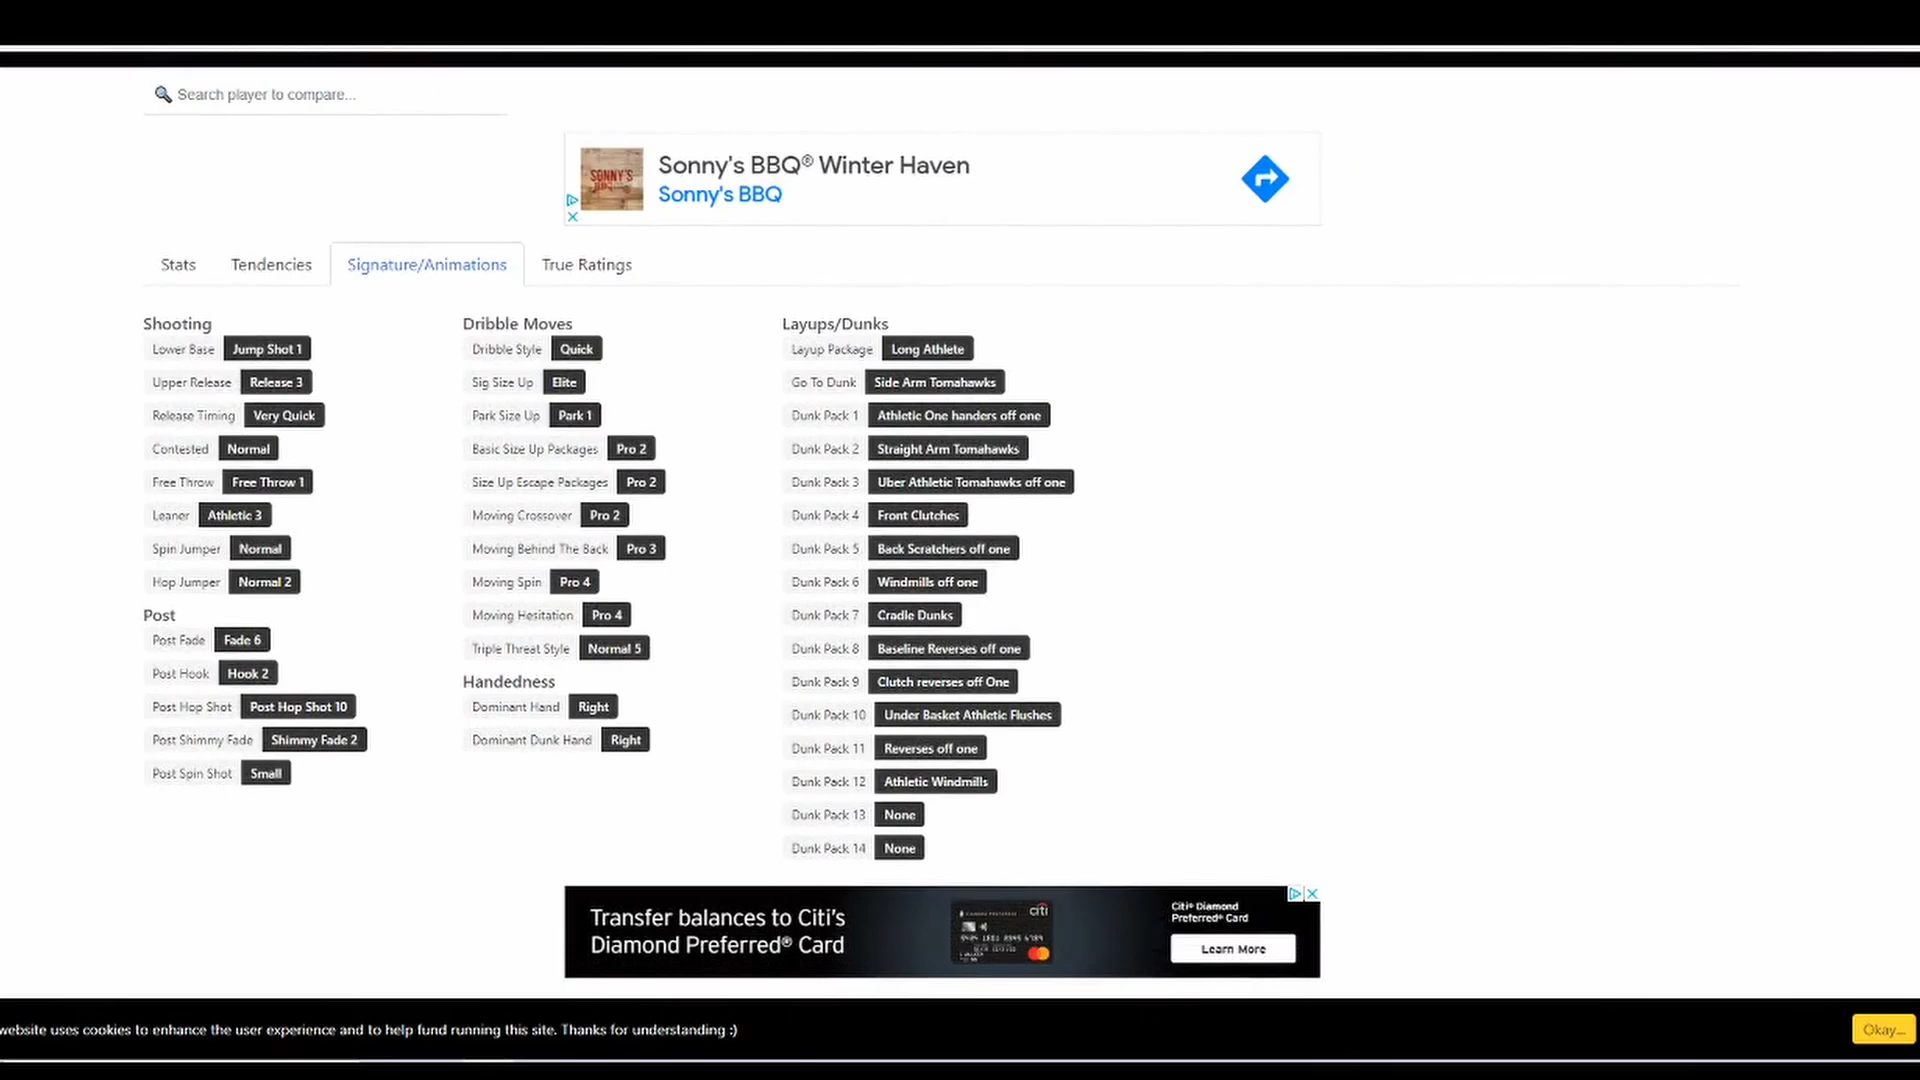 Search player to compare...
SONNY'S
BBQ
Sonny's BBQ® Winter Haven
Sonny's BBQ
Stats
Tendencies
Signature/Animations
True Ratings
Shooting
Lower Base Jump Shot 1
Upper Release Release 3
Release Timing Very Quick
Contested Normal
Free Throw Free Throw 1
Leaner Athletic 3
Spin Jumper Normal
Hop Jumper Normal 2
Post
Post Fade Fade 6
Post Hook Hook 2
Post Hop Shot Post Hop Shot 10
Post Shimmy Fade Shimmy Fade 2
Post Spin Shot Small
Dribble Moves
Dribble Style Quick
Sig Size Up Elite
Park Size Up Park 1
Basic Size Up Packages Pro 2
Size Up Escape Packages Pro 2
Moving Crossover Pro 2
Moving Behind The Back Pro 3
Moving Spin Pro 4
Moving Hesitation Pro 4
Triple Threat Style Normal 5
Handedness
Dominant Hand Right
Dominant Dunk Hand Right
Layups/Dunks
Layup Package Long Athlete
Go To Dunk Side Arm Tomahawks
Dunk Pack 1 Athletic One handers off one
Dunk Pack 2 Straight Arm Tomahawks
Dunk Pack 3 Uber Athletic Tomahawks off one
Dunk Pack 4 Front Clutches
Dunk Pack 5 Back Scratchers off one
Dunk Pack 6 Windmills off one
Dunk Pack 7 Cradle Dunks
Dunk Pack 8 Baseline Reverses off one
Dunk Pack 9 Clutch reverses off One
Dunk Pack 10 Under Basket Athletic Flushes
Dunk Pack 11 Reverses off one
Dunk Pack 12 Athletic Windmills
Dunk Pack 13 None
Dunk Pack 14 None
Transfer balances to Citi's
Diamond Preferred® Card
citi
Citi® Diamond
Preferred® Card
Learn More
website uses cookies to enhance the user experience and to help fund running this site. Thanks for understanding :)
Okay...